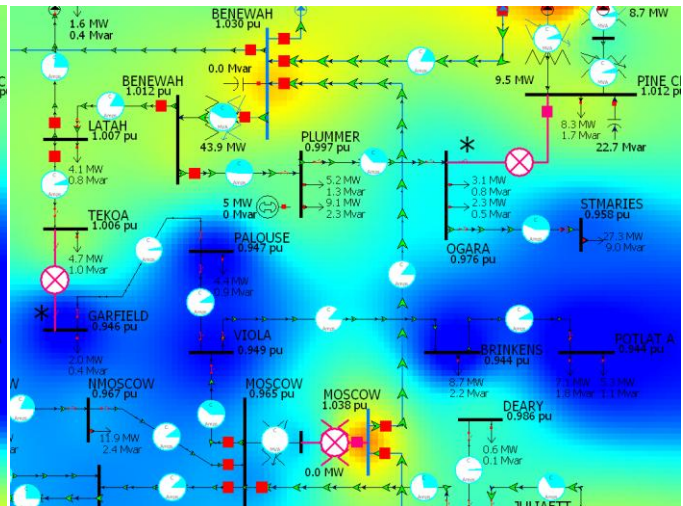 1.6 MW
0.4 Mvar
BENEWAH
1.030 pu
8.7 MW
0.0 Mvar
9.5 MW
PINE C
1.012 pu
BENEWAH
1.012 pu
LATAH
1.007 pu
43.9 MW
PLUMMER
0.997 pu
8.3 MW
1.7 Mvar
22.7 Mvar
4.1 MW
0.8 Mvar
5.2 MW
1.3 Mvar
9.1 MW
2.3 Mvar
5 MW
0 Mvar
3.1 MW
0.8 Mvar
2.3 MW
0.5 Mvar
STMARIES
0.958 pu
27.3 MW
9.0 Mvar
TEKOA
1.006 pu
4.7 MW
1.0 Mvar
PALOUSE
0.947 pu
4.4 MW
0.9 Mvar
OGARA
0.976 pu
GARFIELD
0.946 pu
2.0 MW
0.4 Mvar
VIOLA
0.949 pu
BRINKENS
0.944 pu
8.7 MW
2.2 Mvar
POTLAT A
0.944 pu
NMOSCOW
0.967 pu
11.9 MW
2.4 Mvar
MOSCOW
0.965 pu
MOSCOW
1.038 pu
0.0 MW
DEARY
0.986 pu
0.6 MW
0.1 Mvar
JULIAETT